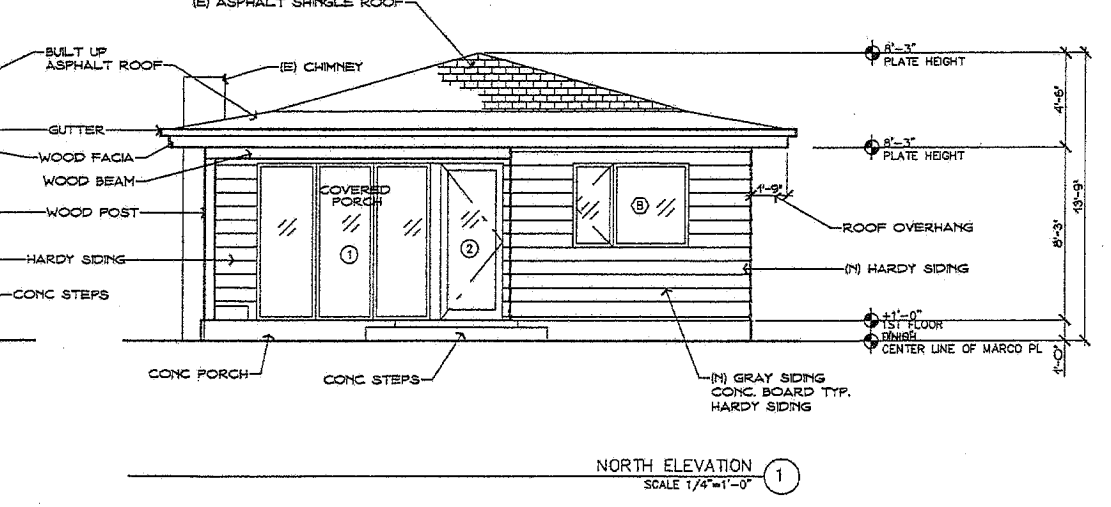 (E) ASPHALT SHINGLE ROOF
BUILT UP
ASPHALT ROOF
(E) CHIMNEY
8'-3"
PLATE HEIGHT
4'-6"
GUTTER
WOOD FACIA
WOOD BEAM
8'-3"
PLATE HEIGHT
13'-9"
COVERED
PORCH
1'-9"
B
WOOD POST
ROOF OVERHANG
8'-3"
1
2
HARDY SIDING
(N) HARDY SIDING
CONC STEPS
+1'-0"
1ST FLOOR
FINISH
CENTER LINE OF MARCO PL
1'-0"
CONC PORCH
CONC STEPS
(N) GRAY SIDING
CONC. BOARD TYP.
HARDY SIDING
NORTH ELEVATION
SCALE 1/4"=1'-0"
1